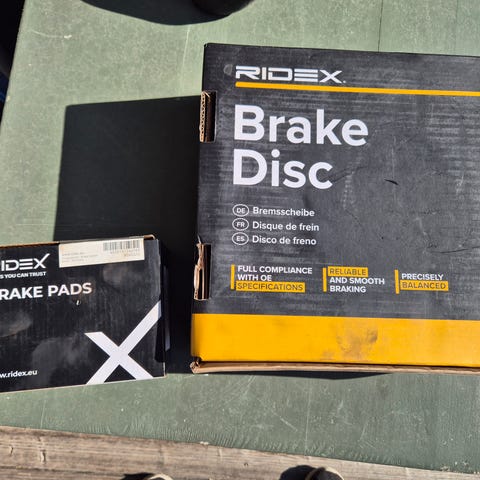 RIDEX
Brake
Disc
DE Bremsscheibe
FR Disque de frein
ES Disco de freno
FULL COMPLIANCE
WITH OE
SPECIFICATIONS
RELIABLE
AND SMOOTH
BRAKING
PRECISELY
BALANCED
IDEX
S YOU CAN TRUST
RAKE PADS
w.ridex.eu